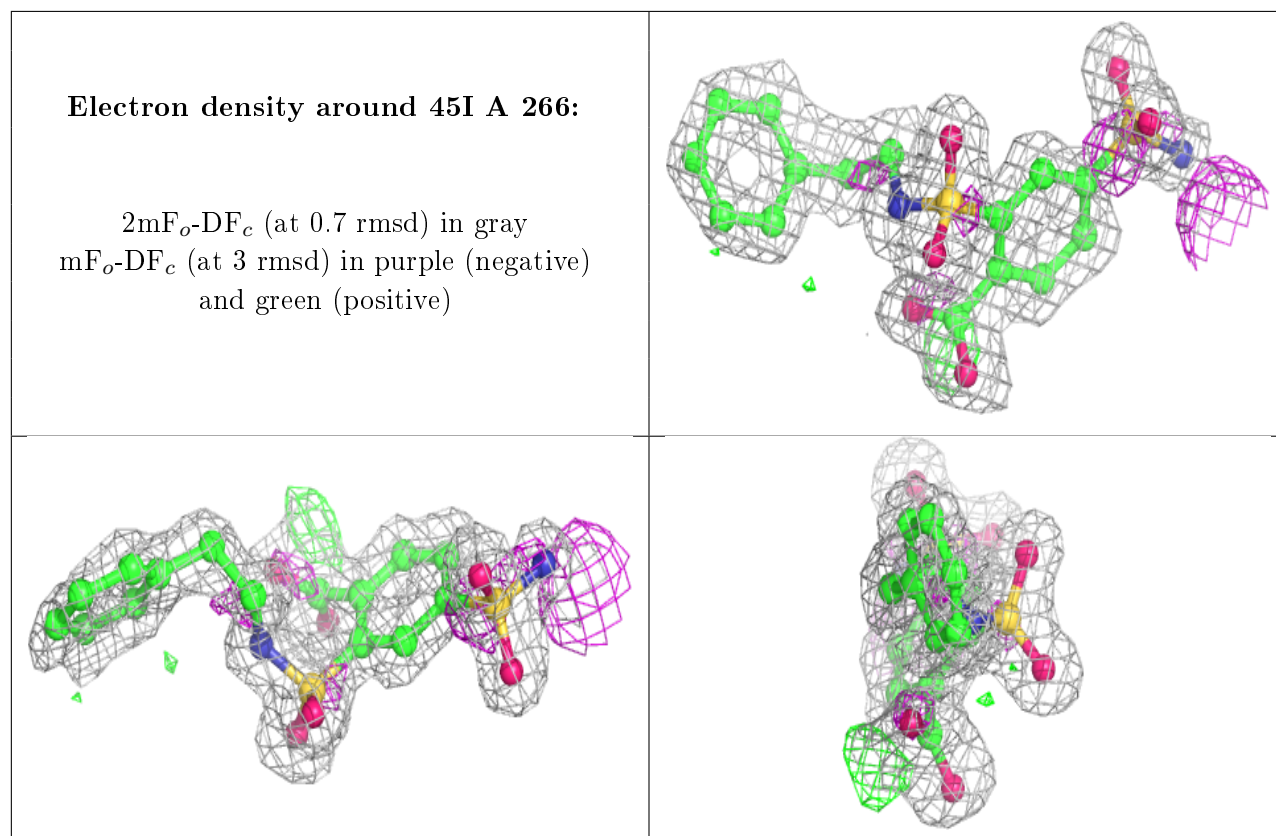 Electron density around 45I A 266:
2mFₒ-DF𝒸 (at 0.7 rmsd) in gray
mFₒ-DF𝒸 (at 3 rmsd) in purple (negative)
and green (positive)